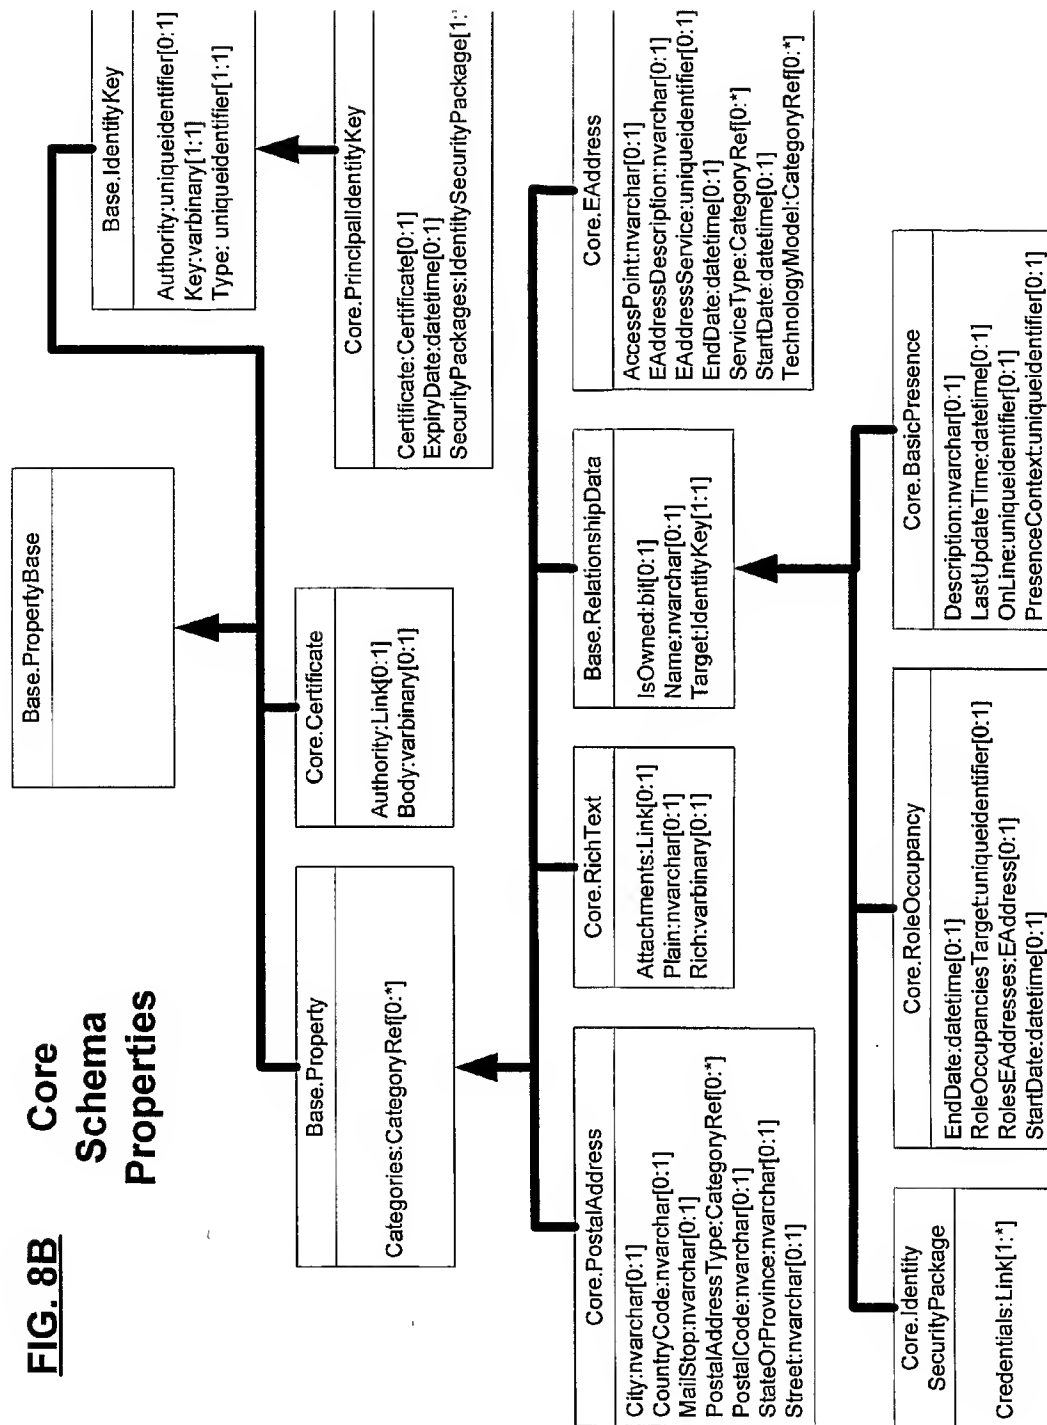 FIG. 8B
Core
Schema
Properties
Base.PropertyBase
Base.Property
Categories:CategoryRef[0:*]
Core.Certificate
Authority:Link[0:1]
Body:varbinary[0:1]
Base.IdentityKey
Authority:uniqueidentifier[0:1]
Key:varbinary[1:1]
Type: uniqueidentifier[1:1]
Core.PrincipalIdentityKey
Certificate:Certificate[0:1]
ExpiryDate:datetime[0:1]
SecurityPackages:IdentitySecurityPackage[1:
Core.PostalAddress
City:nvarchar[0:1]
CountryCode:nvarchar[0:1]
MailStop:nvarchar[0:1]
PostalAddressType:CategoryRef[0:*]
PostalCode:nvarchar[0:1]
StateOrProvince:nvarchar[0:1]
Street:nvarchar[0:1]
Core.RichText
Attachments:Link[0:1]
Plain:nvarchar[0:1]
Rich:varbinary[0:1]
Base.RelationshipData
IsOwned:bit[0:1]
Name:nvarchar[0:1]
Target:IdentityKey[1:1]
Core.EAddress
AccessPoint:nvarchar[0:1]
EAddressDescription:nvarchar[0:1]
EAddressService:uniqueidentifier[0:1]
EndDate:datetime[0:1]
ServiceType:CategoryRef[0:*]
StartDate:datetime[0:1]
TechnologyModel:CategoryRef[0:*]
Core.Identity
SecurityPackage
Credentials:Link[1:*]
Core.RoleOccupancy
EndDate:datetime[0:1]
RoleOccupanciesTarget:uniqueidentifier[0:1]
RolesEAddresses:EAddress[0:1]
StartDate:datetime[0:1]
Core.BasicPresence
Description:nvarchar[0:1]
LastUpdateTime:datetime[0:1]
OnLine:uniqueidentifier[0:1]
PresenceContext:uniqueidentifier[0:1]